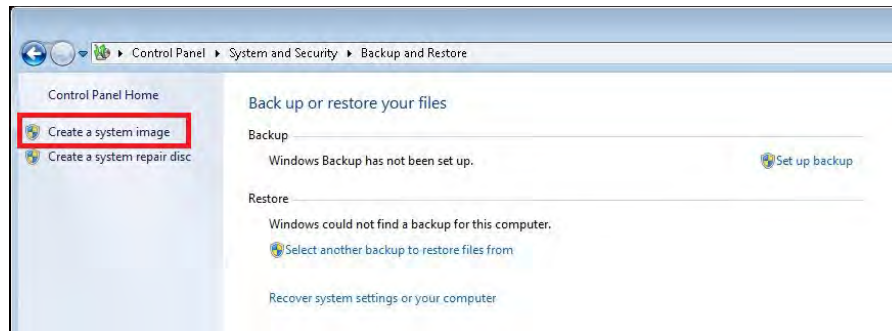 Control Panel ▸ System and Security ▸ Backup and Restore
Control Panel Home
Create a system image
Create a system repair disc
Back up or restore your files
Backup
Windows Backup has not been set up.
Set up backup
Restore
Windows could not find a backup for this computer.
Select another backup to restore files from
Recover system settings or your computer